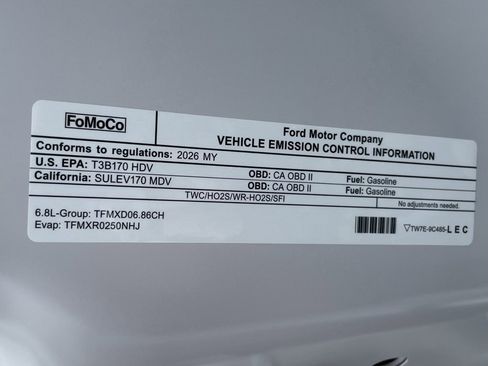 FoMoCo
Ford Motor Company
VEHICLE EMISSION CONTROL INFORMATION
Conforms to regulations: 2026 MY
U.S. EPA: T3B170 HDV OBD: CA OBD II Fuel: Gasoline
California: SULEV170 MDV OBD: CA OBD II Fuel: Gasoline
TWC/HO2S/WR-HO2S/SFI No adjustments needed.
6.8L-Group: TFMXD06.86CH
Evap: TFMXR0250NHJ
▽TW7E-9C485-LEC